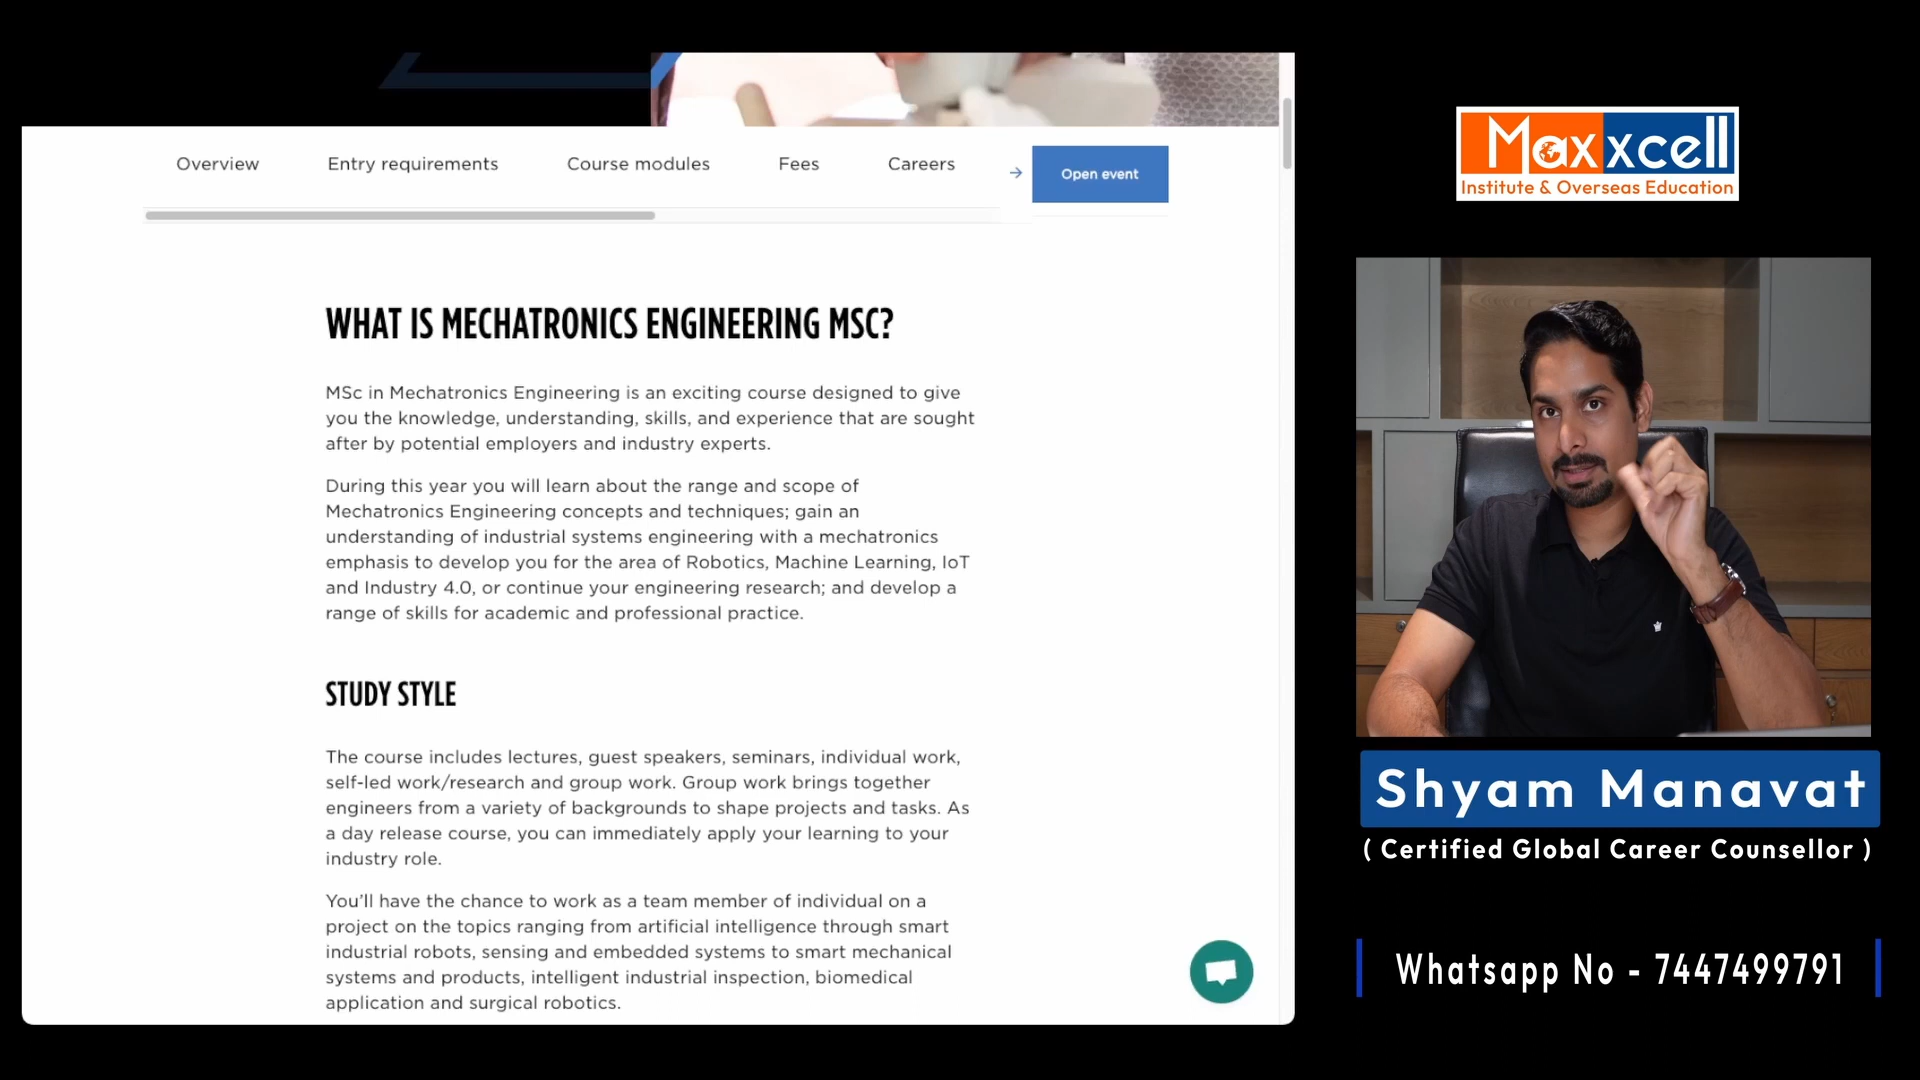 Overview
Entry requirements
Course modules
Fees
Careers
Open event
WHAT IS MECHATRONICS ENGINEERING MSC?
MSc in Mechatronics Engineering is an exciting course designed to give
you the knowledge, understanding, skills, and experience that are sought
after by potential employers and industry experts.
During this year you will learn about the range and scope of
Mechatronics Engineering concepts and techniques; gain an
understanding of industrial systems engineering with a mechatronics
emphasis to develop you for the area of Robotics, Machine Learning, IoT
and Industry 4.0, or continue your engineering research; and develop a
range of skills for academic and professional practice.
STUDY STYLE
The course includes lectures, guest speakers, seminars, individual work,
self-led work/research and group work. Group work brings together
engineers from a variety of backgrounds to shape projects and tasks. As
a day release course, you can immediately apply your learning to your
industry role.
You'll have the chance to work as a team member of individual on a
project on the topics ranging from artificial intelligence through smart
industrial robots, sensing and embedded systems to smart mechanical
systems and products, intelligent industrial inspection, biomedical
application and surgical robotics.
Maxxcell
Institute & Overseas Education
Shyam Manavat
( Certified Global Career Counsellor )
Whatsapp No - 7447499791